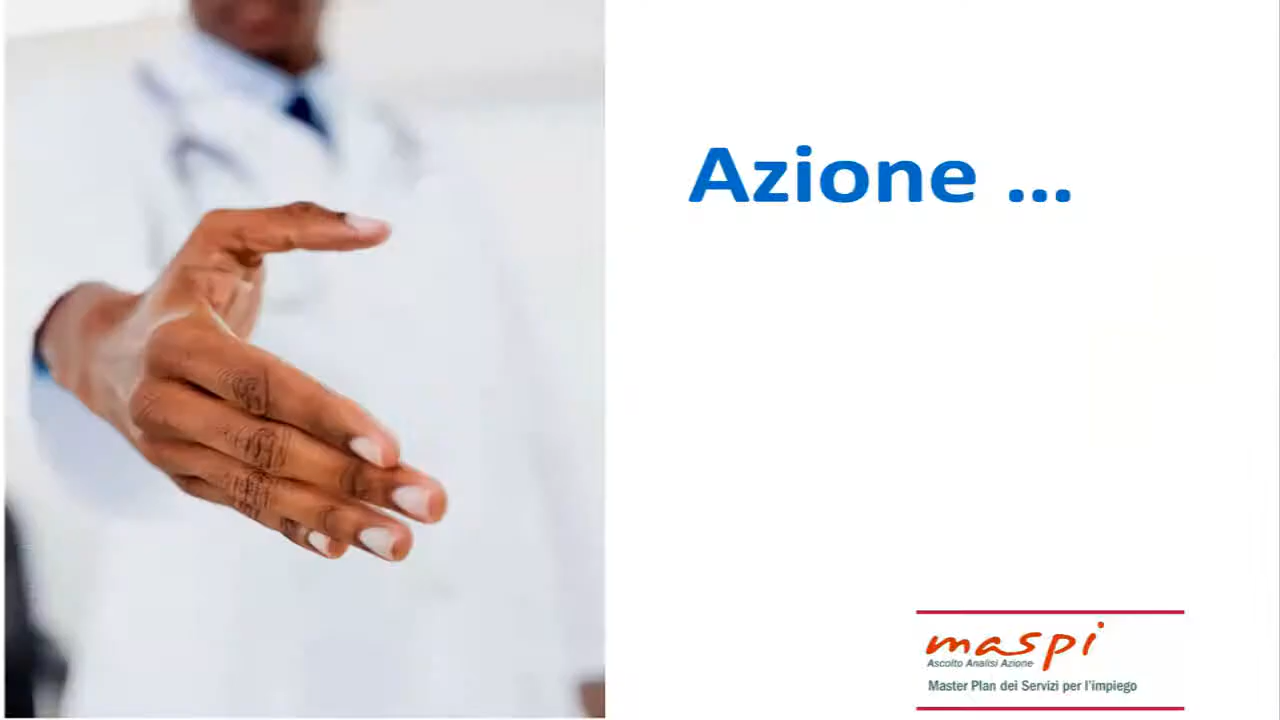 Azione ...
maspi
Ascolto Analisi Azione
Master Plan dei Servizi per l'impiego